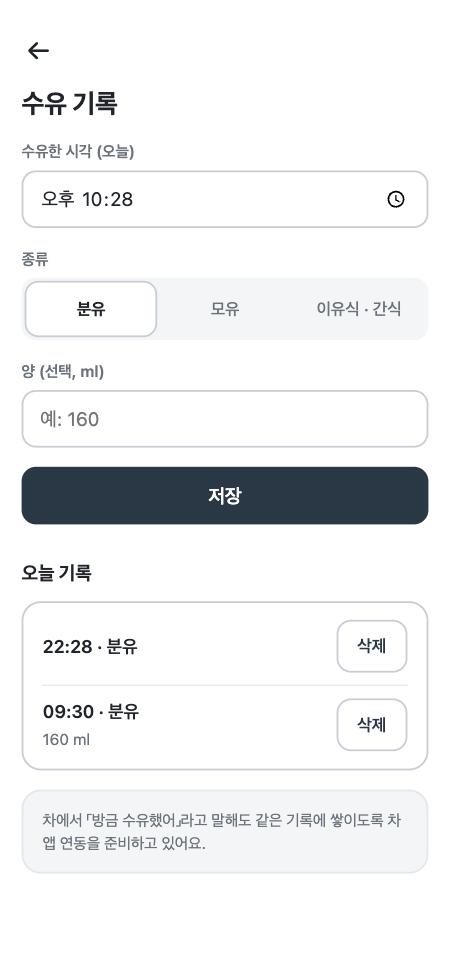 수유 기록
수유한 시각 (오늘)
오후 10:28
종류
분유 모유 이유식 · 간식
양 (선택, ml)
예: 160
저장
오늘 기록
22:28 · 분유 삭제
09:30 · 분유 삭제
160 ml
차에서 「방금 수유했어」라고 말해도 같은 기록에 쌓이도록 차
앱 연동을 준비하고 있어요.